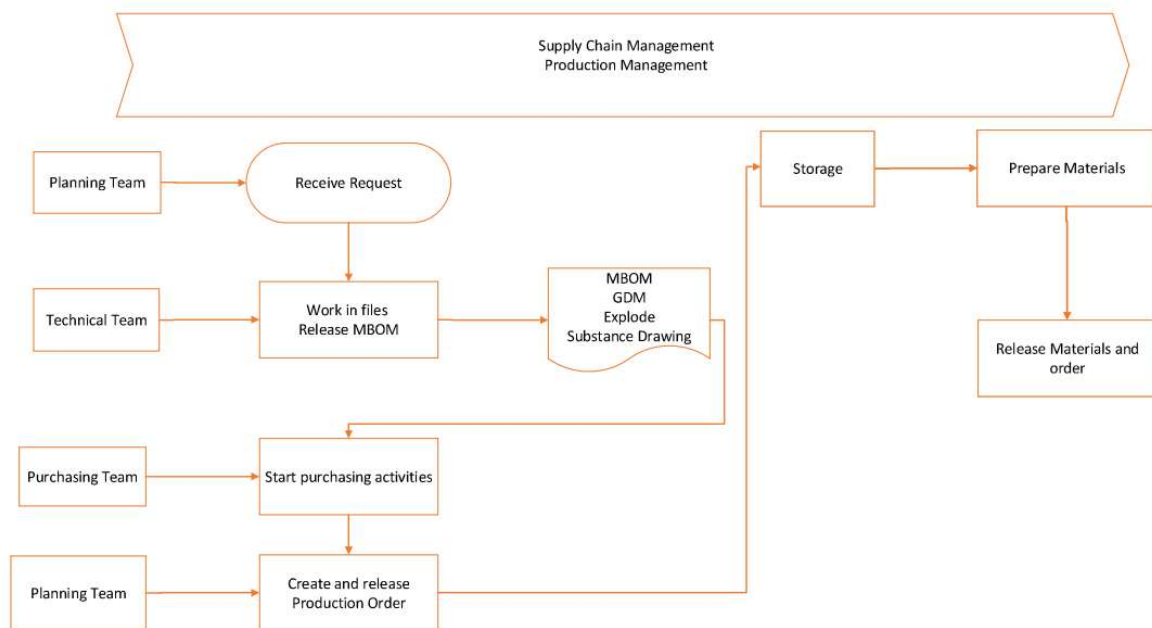 Supply Chain Management
Production Management
Planning Team
Receive Request
Storage
Prepare Materials
Technical Team
Work in files
Release MBOM
MBOM
GDM
Explode
Substance Drawing
Release Materials and
order
Purchasing Team
Start purchasing activities
Planning Team
Create and release
Production Order